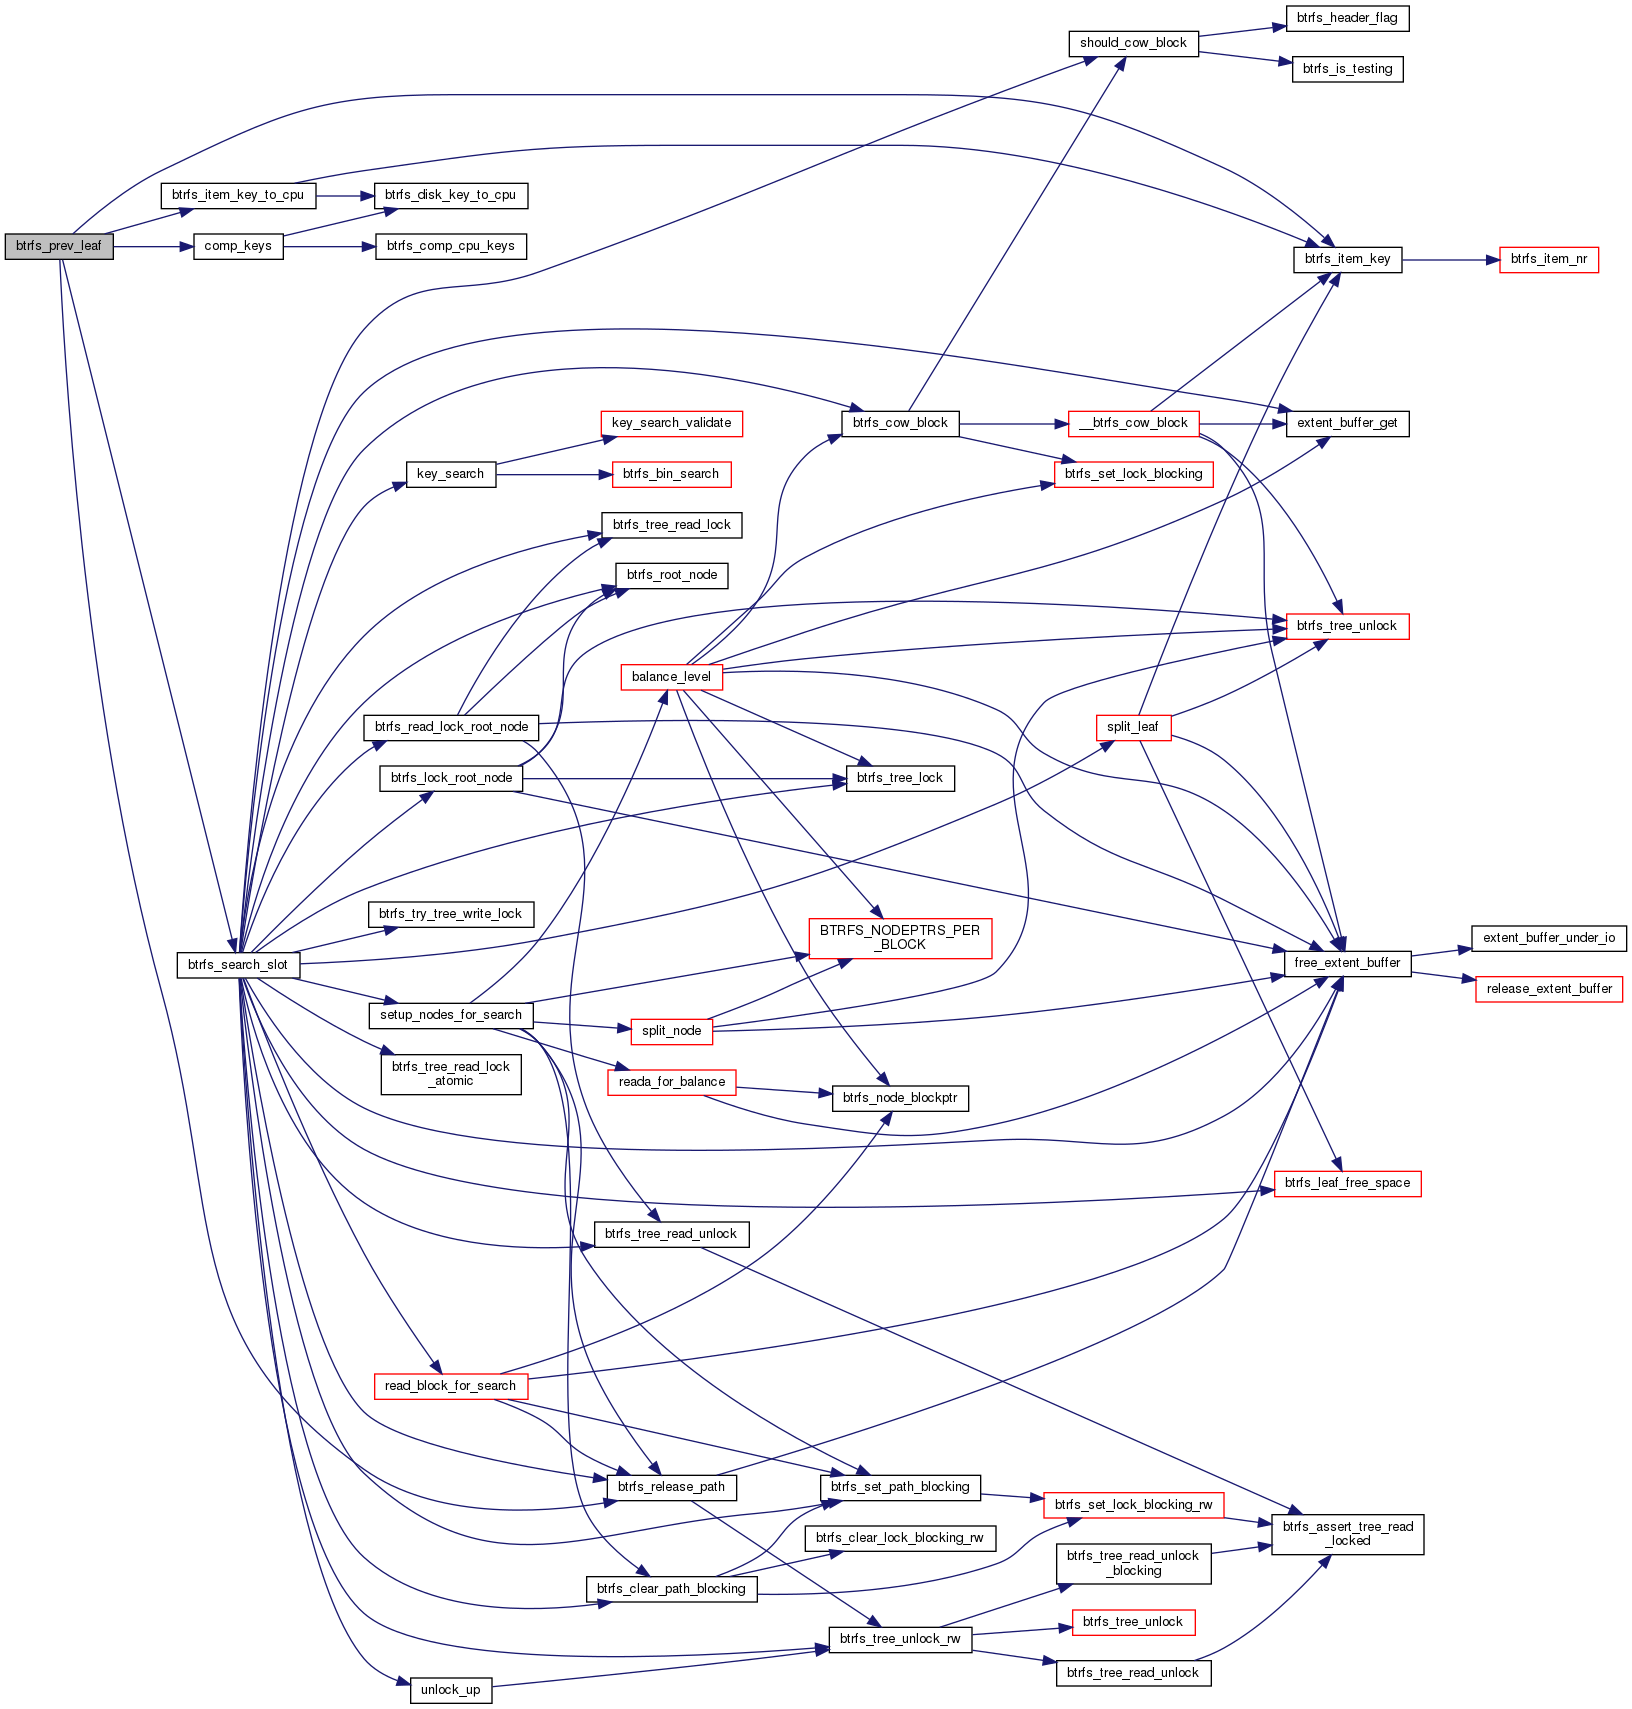 btrfs_header_flag
should_cow_block
btrfs_is_testing
btrfs_item_key_to_cpu
btrfs_disk_key_to_cpu
btrfs_prev_leaf
comp_keys
btrfs_comp_cpu_keys
btrfs_item_key
btrfs_item_nr
key_search_validate
btrfs_cow_block
__btrfs_cow_block
extent_buffer_get
key_search
btrfs_bin_search
btrfs_set_lock_blocking
btrfs_tree_read_lock
btrfs_root_node
btrfs_tree_unlock
balance_level
btrfs_read_lock_root_node
split_leaf
btrfs_lock_root_node
btrfs_tree_lock
btrfs_try_tree_write_lock
BTRFS_NODEPTRS_PER
_BLOCK
extent_buffer_under_io
btrfs_search_slot
free_extent_buffer
release_extent_buffer
setup_nodes_for_search
split_node
btrfs_tree_read_lock
_atomic
reada_for_balance
btrfs_node_blockptr
btrfs_leaf_free_space
btrfs_tree_read_unlock
read_block_for_search
btrfs_release_path
btrfs_set_path_blocking
btrfs_set_lock_blocking_rw
btrfs_assert_tree_read
_locked
btrfs_clear_lock_blocking_rw
btrfs_tree_read_unlock
_blocking
btrfs_clear_path_blocking
btrfs_tree_unlock
btrfs_tree_unlock_rw
btrfs_tree_read_unlock
unlock_up